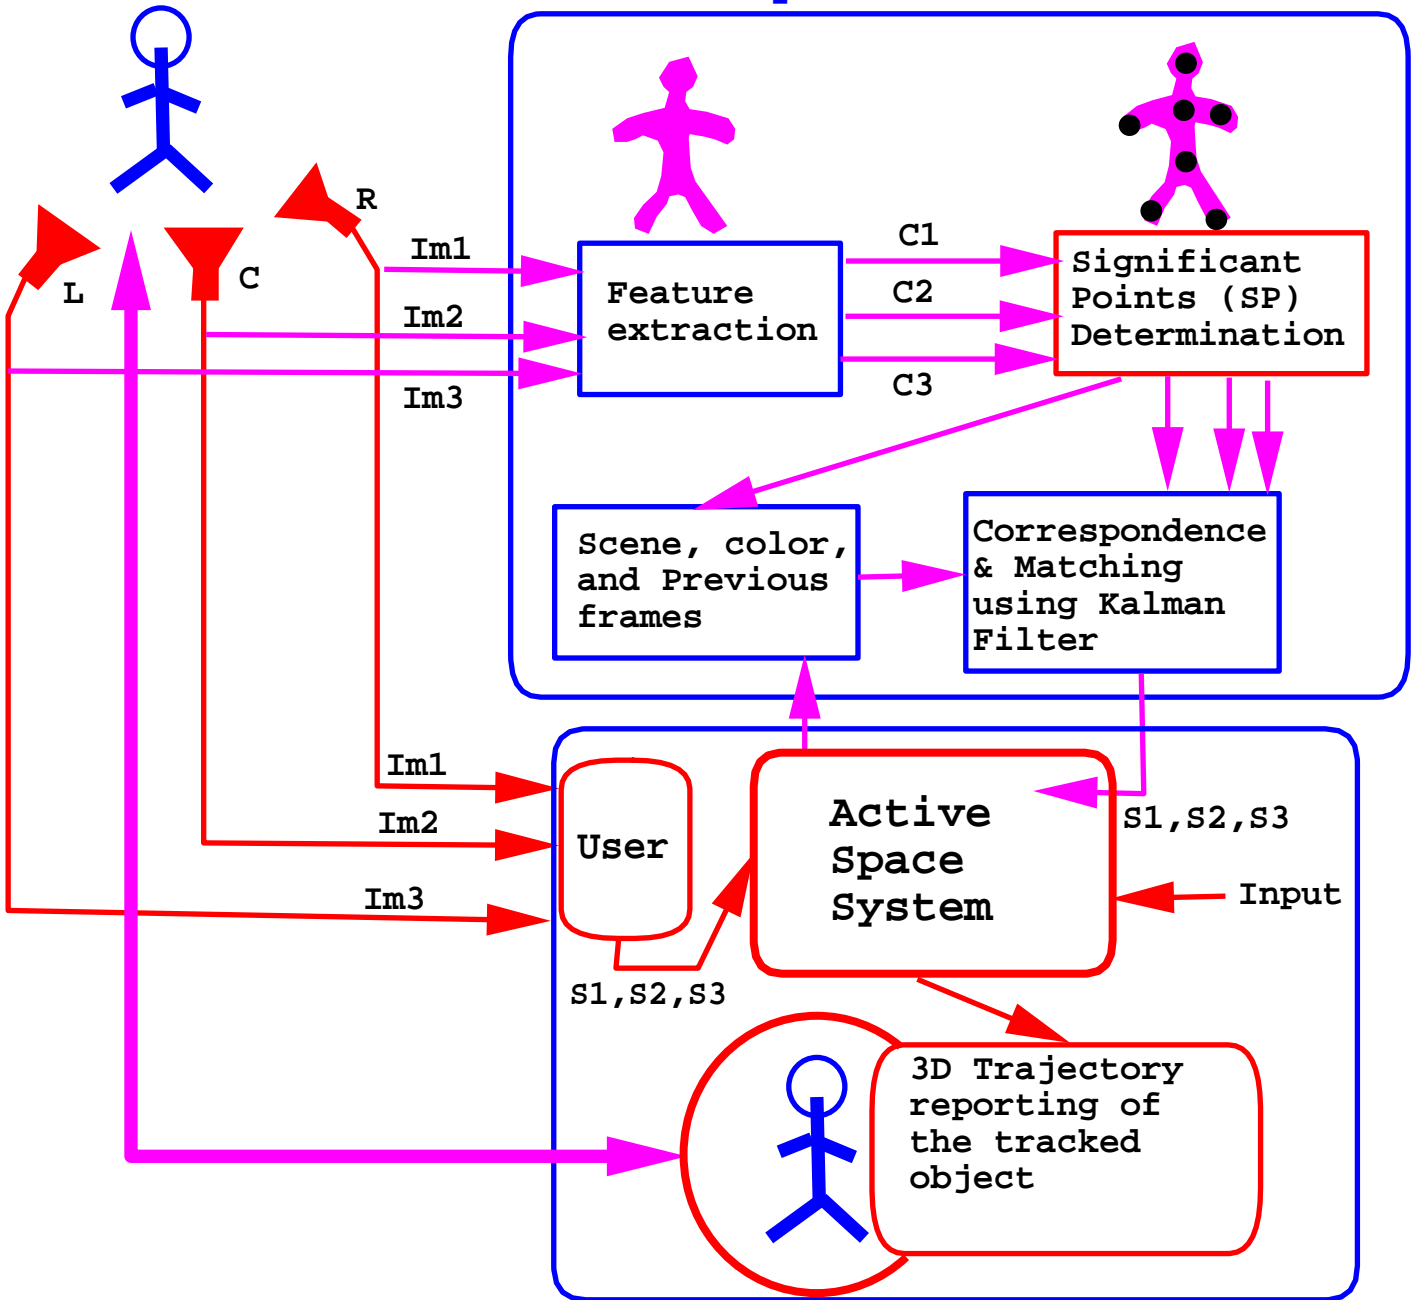 R
L
C
Im1
Im2
Im3
Feature
extraction
C1
C2
C3
Significant
Points (SP)
Determination
Scene, color,
and Previous
frames
Correspondence
& Matching
using Kalman
Filter
Im1
Im2
Im3
User
S1,S2,S3
Active
Space
System
S1,S2,S3
Input
3D Trajectory
reporting of
the tracked
object